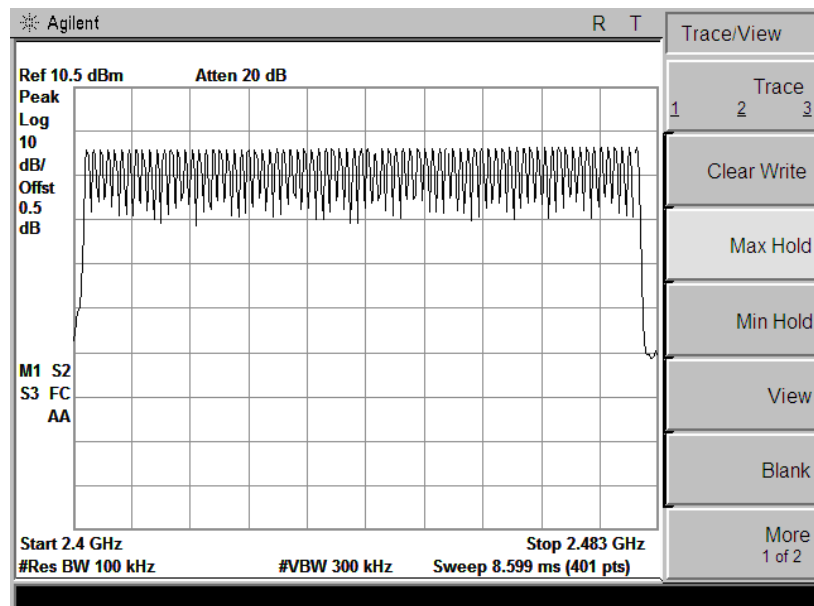 Agilent R T
Trace/View
Ref 10.5 dBm Atten 20 dB
Peak
Log
10
dB/
Offst
0.5
dB
M1 S2
S3 FC
AA
Start 2.4 GHz Stop 2.483 GHz
#Res BW 100 kHz #VBW 300 kHz Sweep 8.599 ms (401 pts)
Trace
1 2 3
Clear Write
Max Hold
Min Hold
View
Blank
More
1 of 2